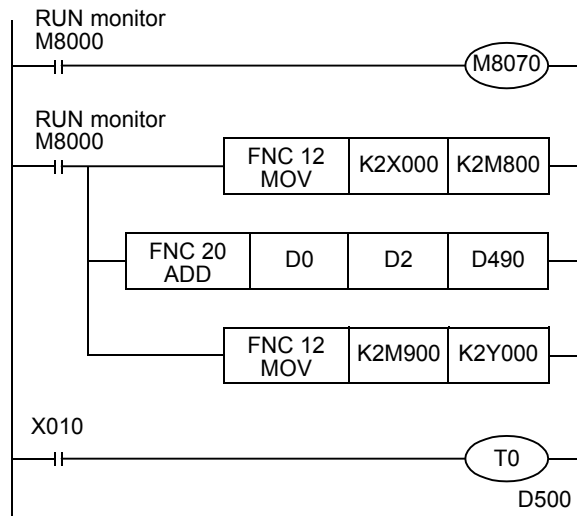 RUN monitor
M8000
M8070
RUN monitor
M8000
FNC 12
MOV
K2X000
K2M800
FNC 20
ADD
D0
D2
D490
FNC 12
MOV
K2M900
K2Y000
X010
T0
D500